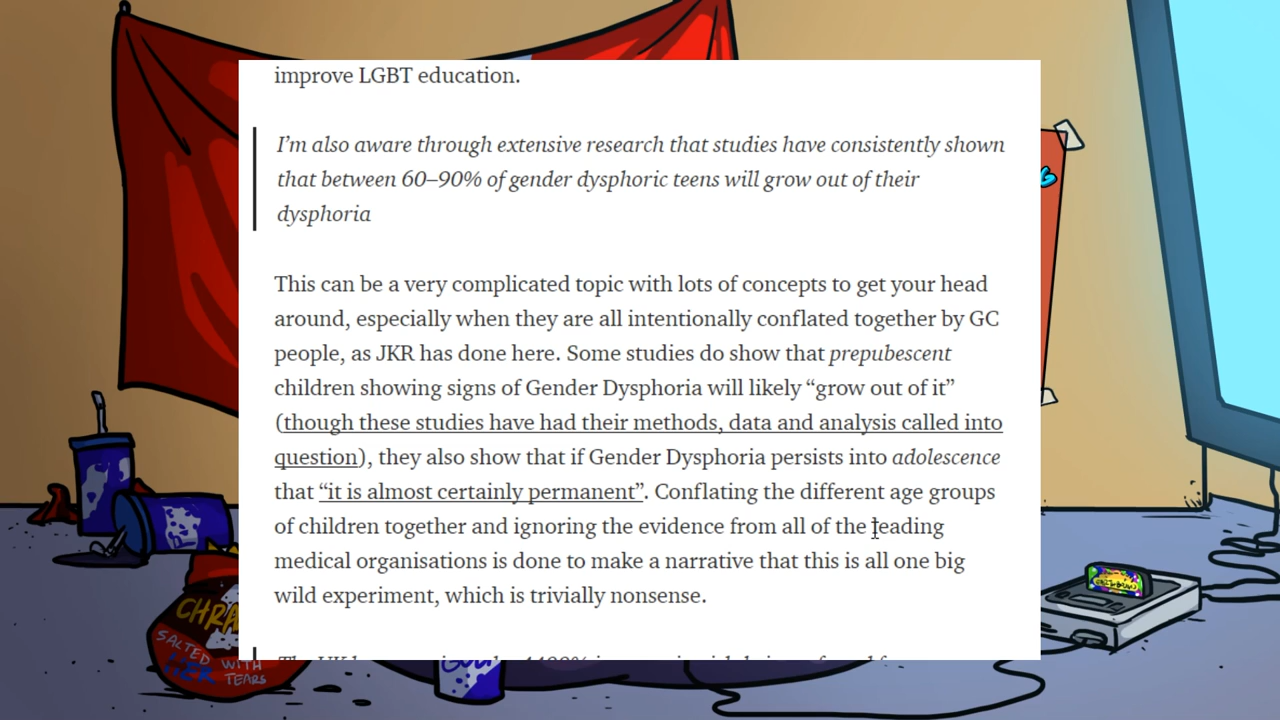 improve LGBT education.
I’m also aware through extensive research that studies have consistently shown
that between 60–90% of gender dysphoric teens will grow out of their
dysphoria
This can be a very complicated topic with lots of concepts to get your head
around, especially when they are all intentionally conflated together by GC
people, as JKR has done here. Some studies do show that prepubescent
children showing signs of Gender Dysphoria will likely “grow out of it”
(though these studies have had their methods, data and analysis called into
question), they also show that if Gender Dysphoria persists into adolescence
that “it is almost certainly permanent”. Conflating the different age groups
of children together and ignoring the evidence from all of the leading
medical organisations is done to make a narrative that this is all one big
wild experiment, which is trivially nonsense.
SALTED WITH
HER TEARS